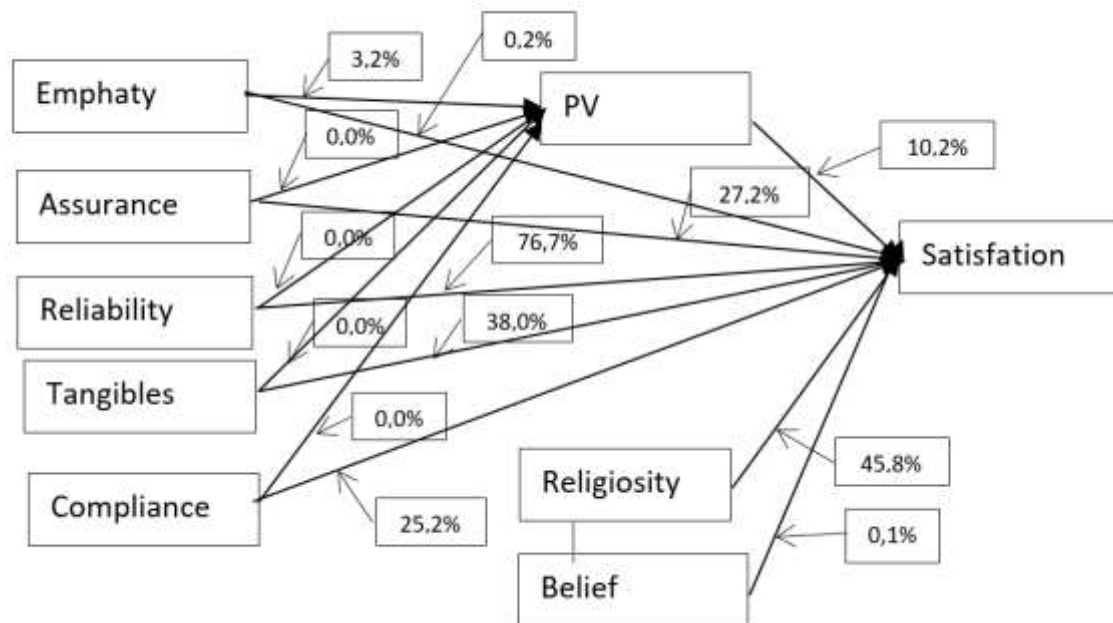 0,2%
3,2%
Emphaty
PV
0,0%
10,2%
27,2%
Assurance
0,0%
76,7%
Satisfation
Reliability
0,0%
38,0%
Tangibles
0,0%
Religiosity
45,8%
Compliance
25,2%
0,1%
Belief